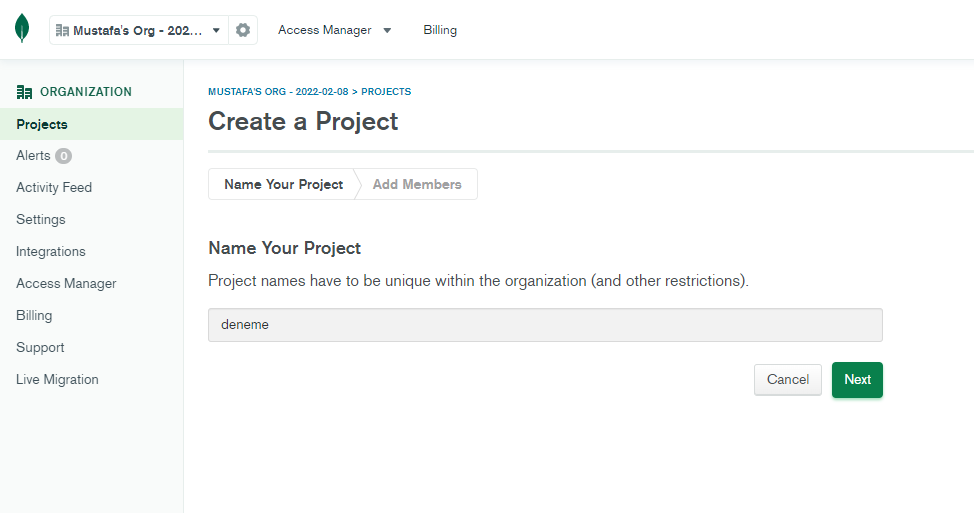 Mustafa's Org - 202...
Access Manager
Billing
ORGANIZATION
Projects
Alerts 0
Activity Feed
Settings
Integrations
Access Manager
Billing
Support
Live Migration
MUSTAFA'S ORG - 2022-02-08 > PROJECTS
Create a Project
Name Your Project
Add Members
Name Your Project
Project names have to be unique within the organization (and other restrictions).
deneme
Cancel
Next